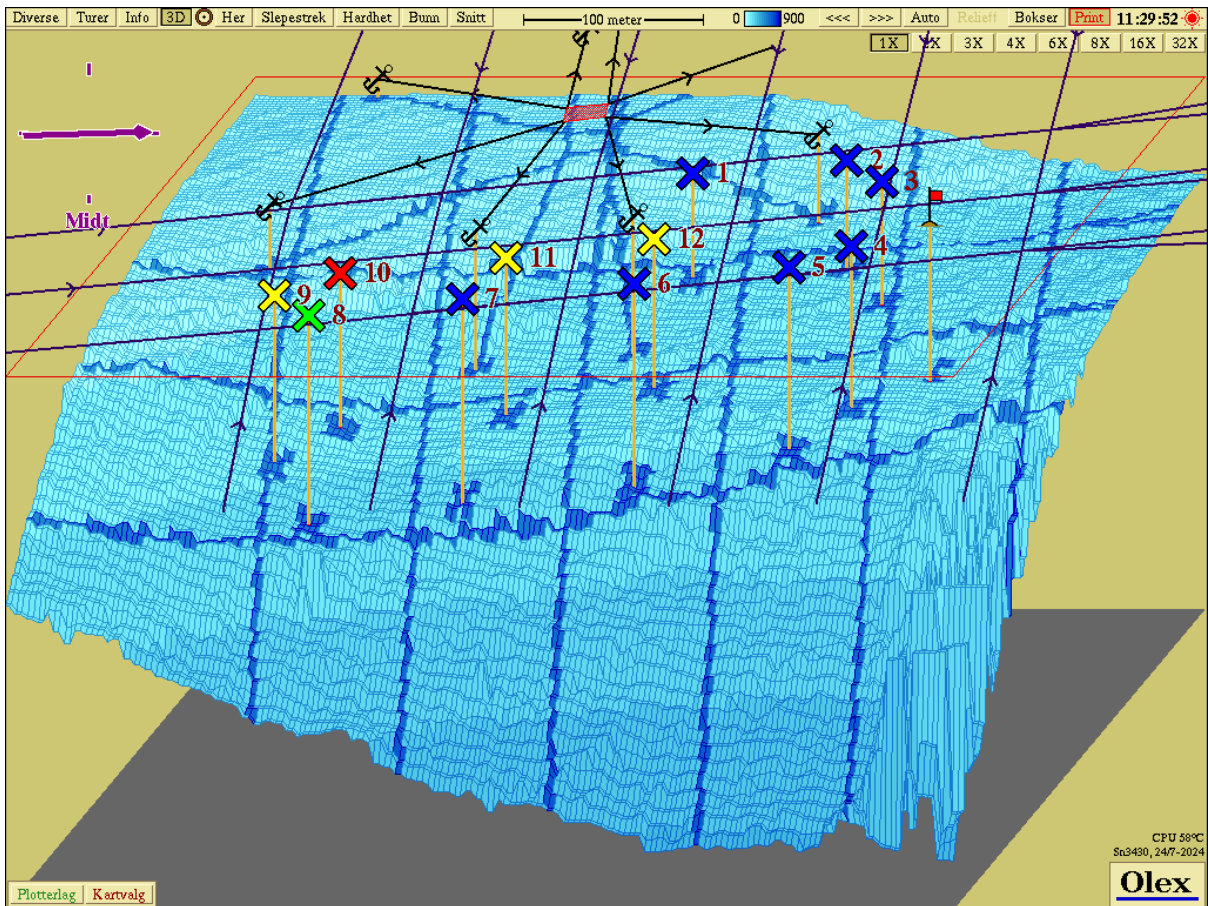 Diverse Turer Info 3D Her Slepestrek Hardhet Bunn Snitt 100 meter 0 900 <<< >>> Auto Relieff Bokser Print 11:29:52
1X 2X 3X 4X 6X 8X 16X 32X
Midt
1
2
3
12
4
11
5
10
6
9
7
8
CPU 58°C
Sn3430, 24/7-2024
Plotterlag Kartvalg
Olex